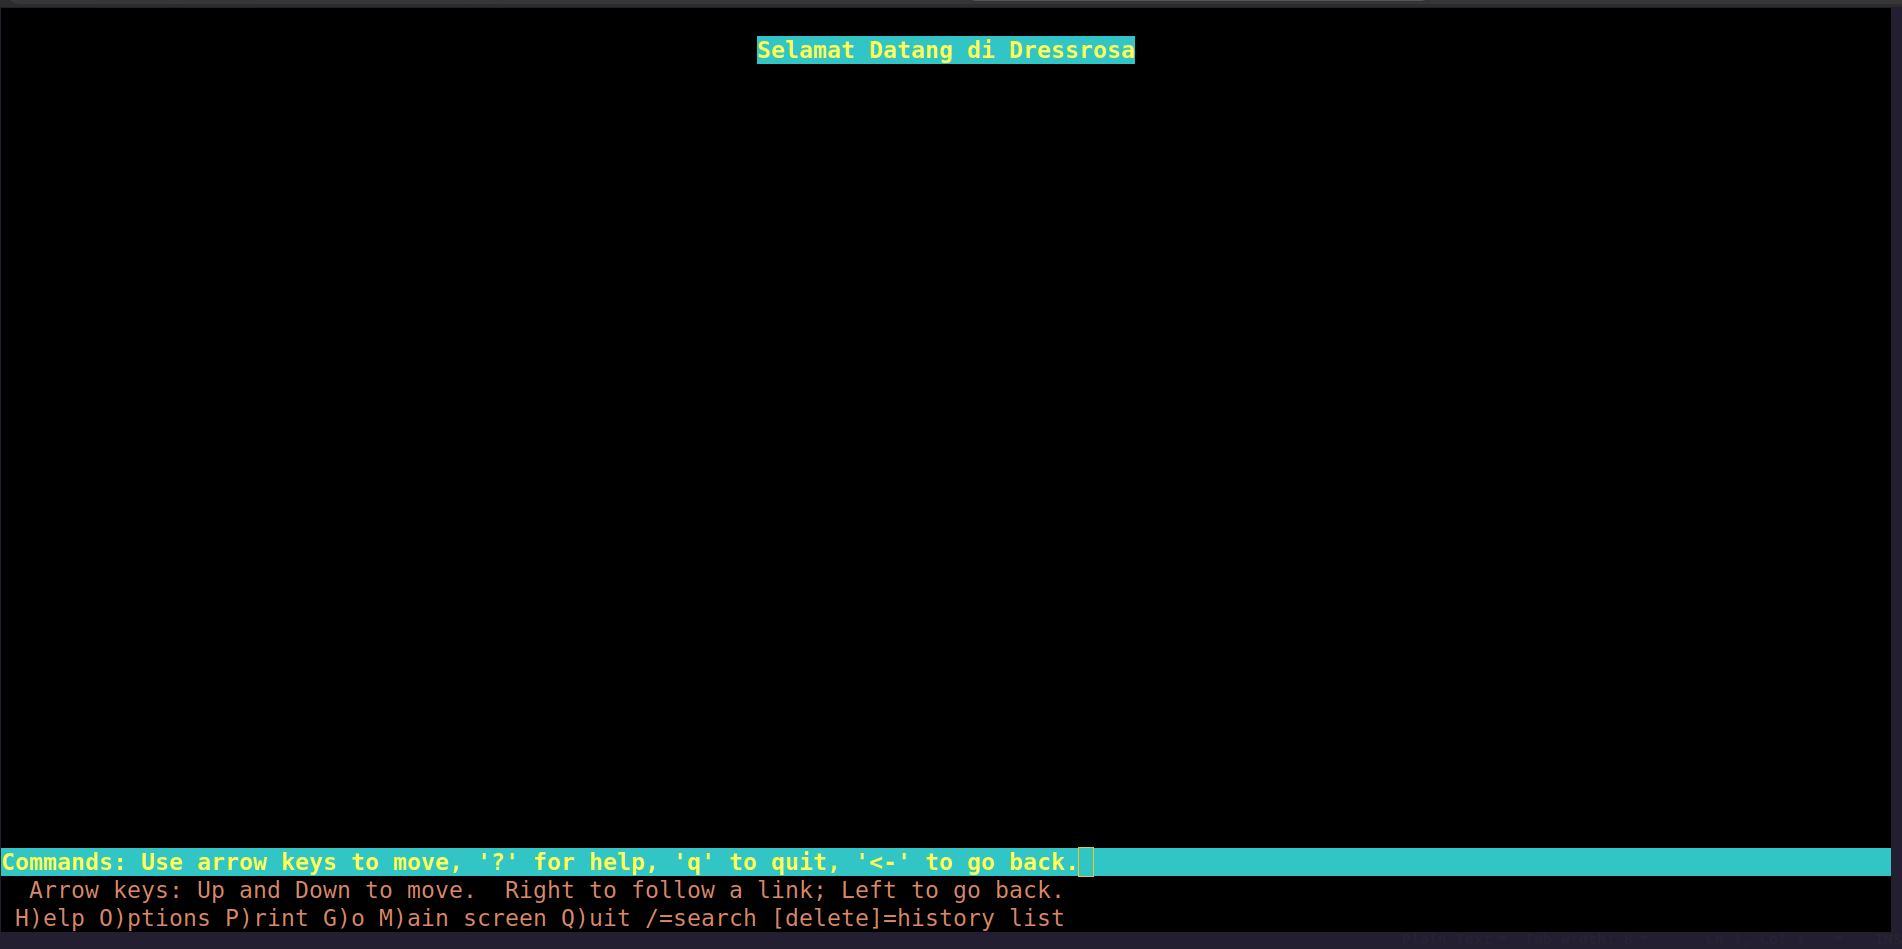 Selamat Datang di Dressrosa
Commands: Use arrow keys to move, '?' for help, 'q' to quit, '<-' to go back.
Arrow keys: Up and Down to move.  Right to follow a link; Left to go back.
H)elp O)ptions P)rint G)o M)ain screen Q)uit /=search [delete]=history list